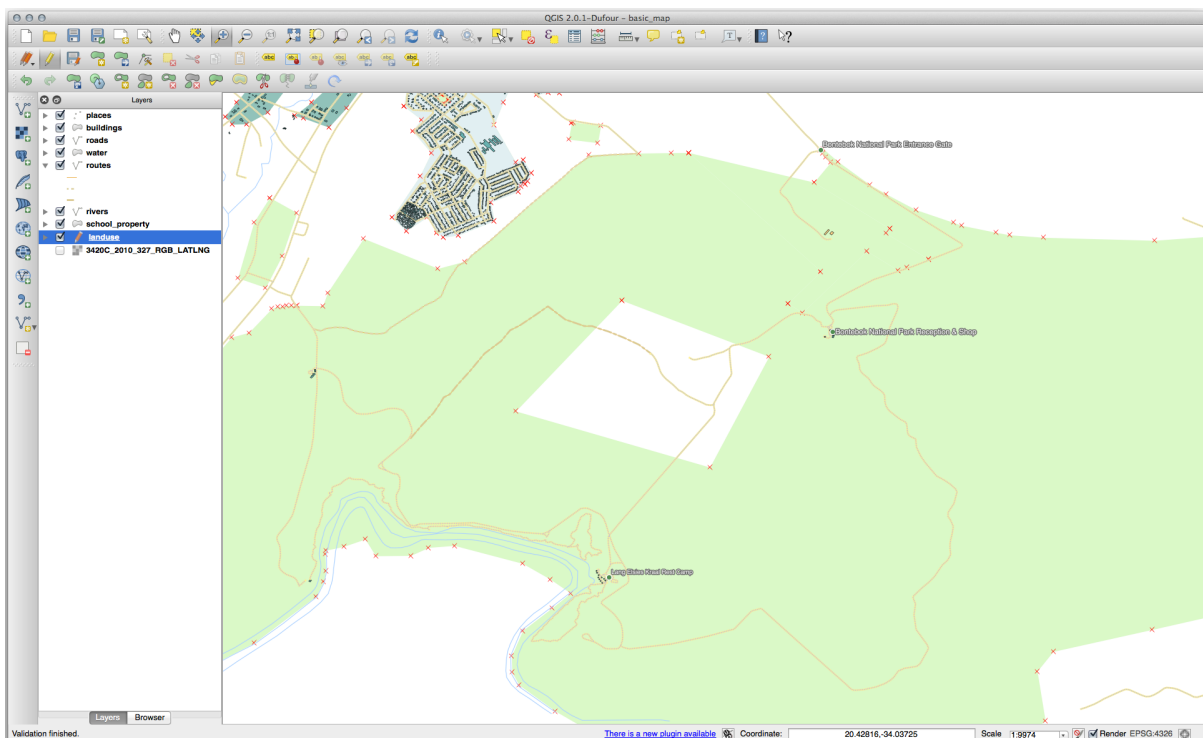 QGIS 2.0.1-Dufour - basic_map
Layers
places
buildings
roads
water
routes
rivers
school_property
landuse
3420C_2010_327_RGB_LATLNG
Bontebok National Park Entrance Gate
Bontebok National Park Reception & Shop
Lang Elsies Kraal Rest Camp
Layers Browser
Validation finished.
There is a new plugin available
Coordinate: 20.42816,-34.03725
Scale 1:9974
Render EPSG:4326